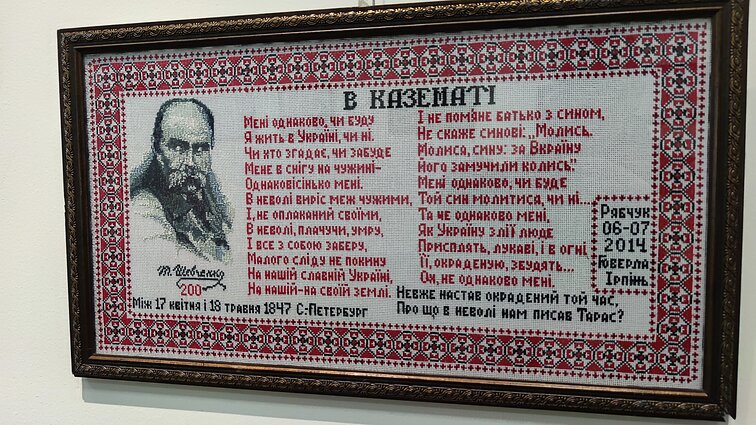 В КАЗЕМАТІ
Мені однаково, чи буду
Я жить в Україні, чи ні.
Чи хто згадає, чи забуде
Мене в снігу на чужині-
Однаковісінько мені.
В неволі виріс меж чужими,
І, не оплаканий своїми,
В неволі, плачучи, умру,
І все з собою заберу,
Малого сліду не покину
На нашій славній Україні,
На нашій-на своїй землі.
І не пом'яне батько з сином,
Не скаже синові: „Молись.
Молися, сину: за Вкраїну
Його замучили колись".
Мені однаково, чи буде
Той син молитися, чи ні...
Та не однаково мені,
Як Україну злії люде
Присплять, лукаві, і в огні
Її, окраденую, збудять...
Ох, не однаково мені.
Т. Шевченко
200
Між 17 квітня і 18 травня 1847 С.-Петербург
Невже настав окрадений той час,
Про що в неволі нам писав Тарас?
Рябчук
06-07
2014
Говерла
Ірпінь